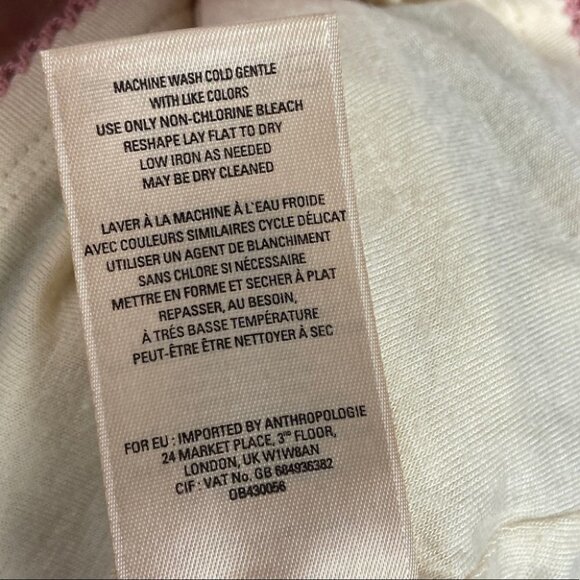 MACHINE WASH COLD GENTLE
WITH LIKE COLORS
USE ONLY NON-CHLORINE BLEACH
RESHAPE LAY FLAT TO DRY
LOW IRON AS NEEDED
MAY BE DRY CLEANED
LAVER À LA MACHINE À L'EAU FROIDE
AVEC COULEURS SIMILAIRES CYCLE DÉLICAT
UTILISER UN AGENT DE BLANCHIMENT
SANS CHLORE SI NÉCESSAIRE
METTRE EN FORME ET SECHER À PLAT
REPASSER, AU BESOIN,
À TRÉS BASSE TEMPÉRATURE
PEUT-ÊTRE ÊTRE NETTOYER À SEC
FOR EU : IMPORTED BY ANTHROPOLOGIE
24 MARKET PLACE, 3RD FLOOR,
LONDON, UK W1W8AN
CIF : VAT No. GB 684936382
OB430056